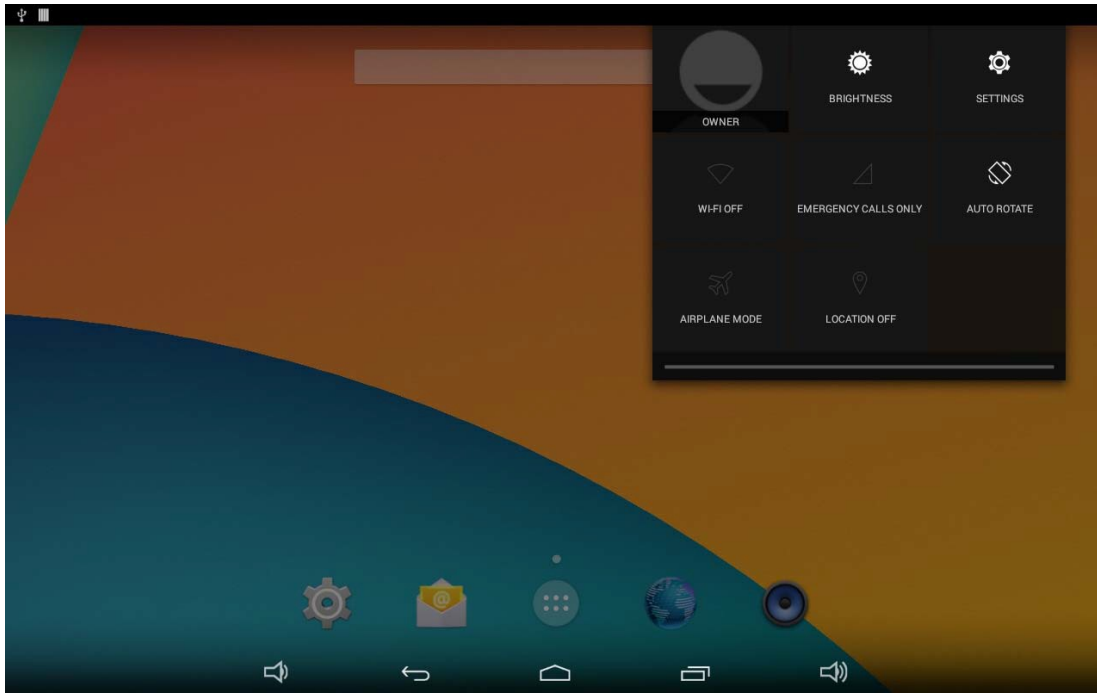 BRIGHTNESS
SETTINGS
OWNER
WI-FI OFF
EMERGENCY CALLS ONLY
AUTO ROTATE
AIRPLANE MODE
LOCATION OFF
@